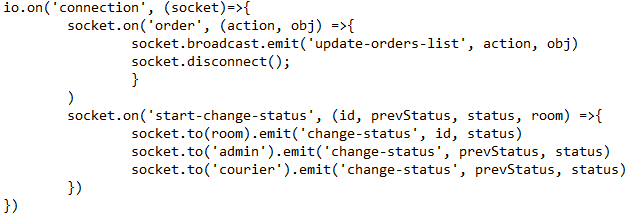 io.on('connection', (socket)=>{
        socket.on('order', (action, obj) =>{
                socket.broadcast.emit('update-orders-list', action, obj)
                socket.disconnect();
                }
        )
        socket.on('start-change-status', (id, prevStatus, status, room) =>{
                socket.to(room).emit('change-status', id, status)
                socket.to('admin').emit('change-status', prevStatus, status)
                socket.to('courier').emit('change-status', prevStatus, status)
        })
})